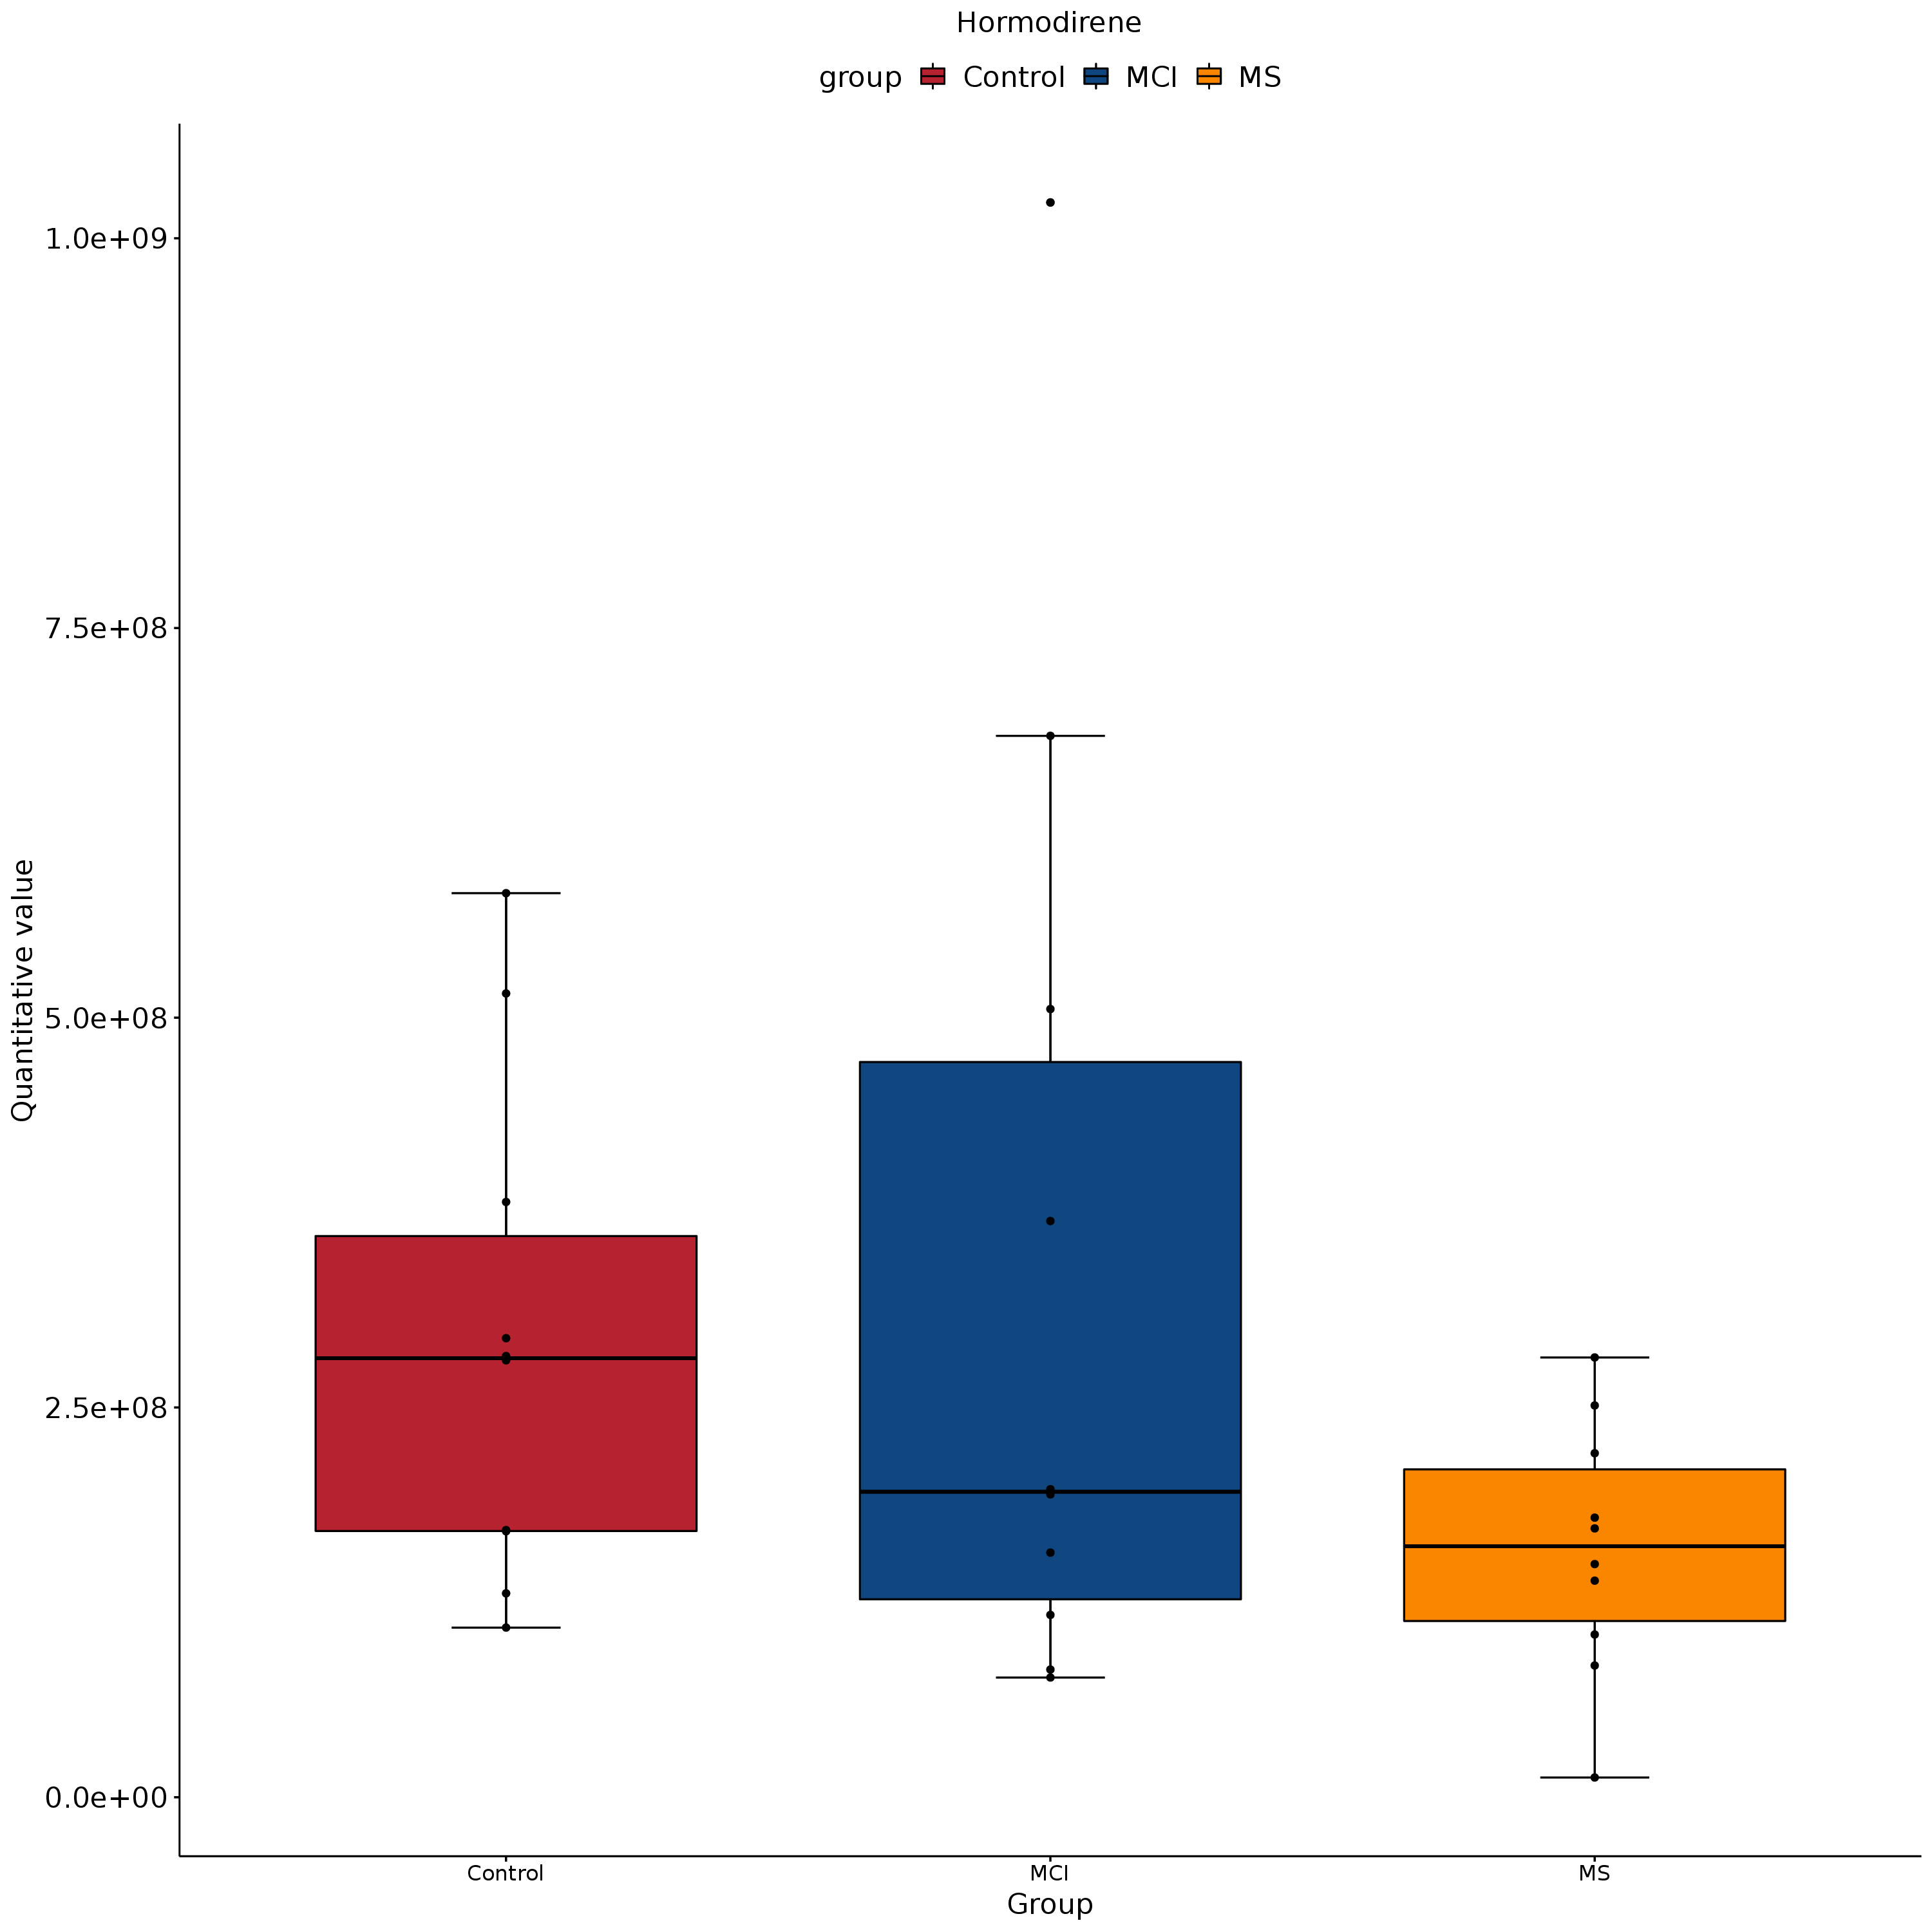 Hormodirene
group Control MCI MS
1.0e+09
7.5e+08
5.0e+08
2.5e+08
0.0e+00
Quantitative value
Control MCI MS
Group